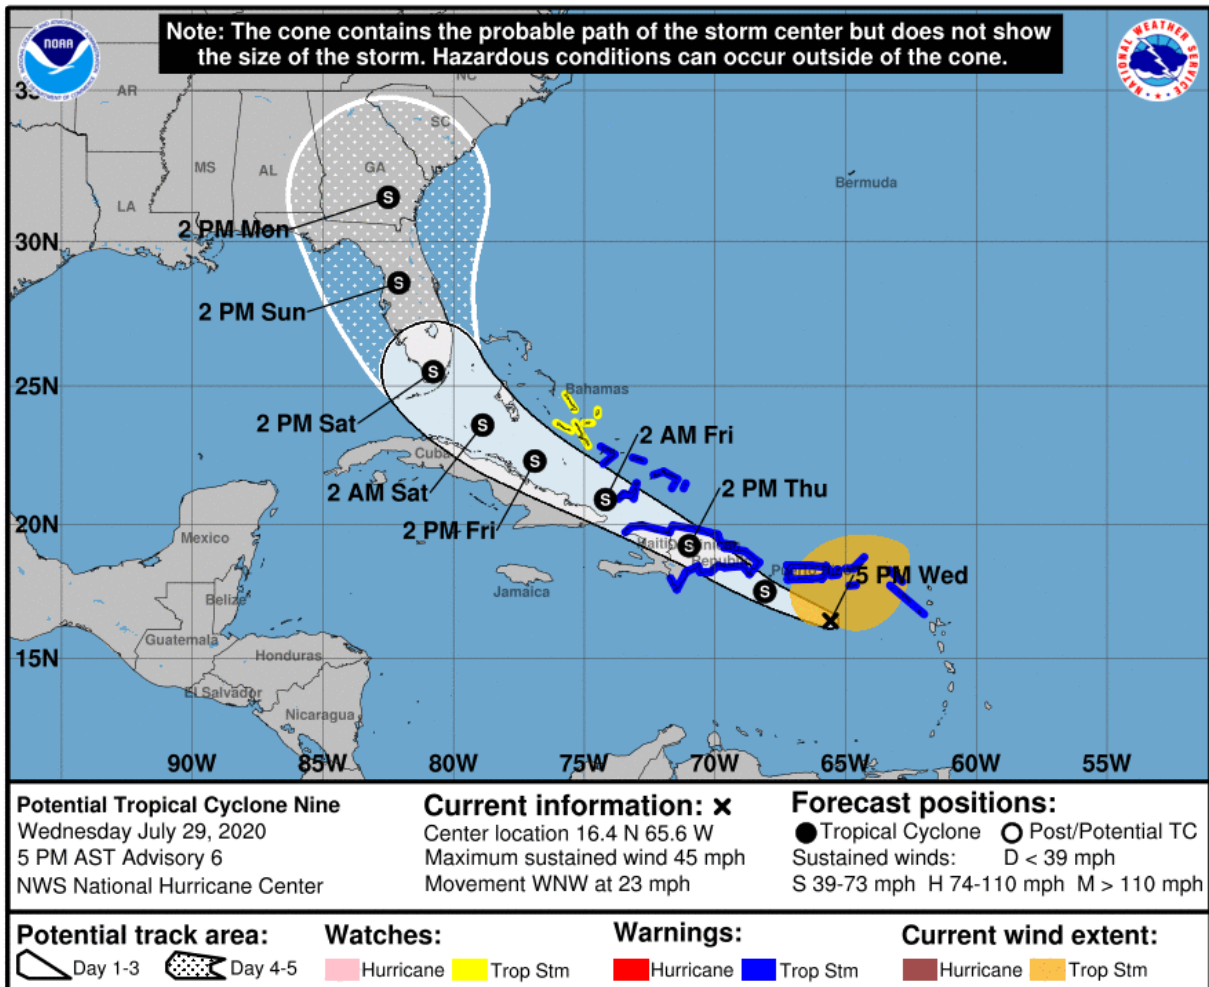 Note: The cone contains the probable path of the storm center but does not show
the size of the storm. Hazardous conditions can occur outside of the cone.
NOAA
NATIONAL WEATHER SERVICE
NC
AR
SC
MS
AL
GA
LA
Bermuda
2 PM Mon
30N
2 PM Sun
25N
Bahamas
2 PM Sat
2 AM Fri
Cuba
2 AM Sat
2 PM Thu
2 PM Fri
20N
Mexico
Haiti
5 PM Wed
Jamaica
Belize
Guatemala
15N
Honduras
El Salvador
Nicaragua
90W 85W 80W 75W 70W 65W 60W 55W
S
S
S
S
S
S
S
S
Potential Tropical Cyclone Nine
Wednesday July 29, 2020
5 PM AST Advisory 6
NWS National Hurricane Center
Current information: x
Center location 16.4 N 65.6 W
Maximum sustained wind 45 mph
Movement WNW at 23 mph
Forecast positions:
Tropical Cyclone Post/Potential TC
Sustained winds: D < 39 mph
S 39-73 mph H 74-110 mph M > 110 mph
Potential track area:
Day 1-3 Day 4-5
Watches:
Hurricane Trop Stm
Warnings:
Hurricane Trop Stm
Current wind extent:
Hurricane Trop Stm